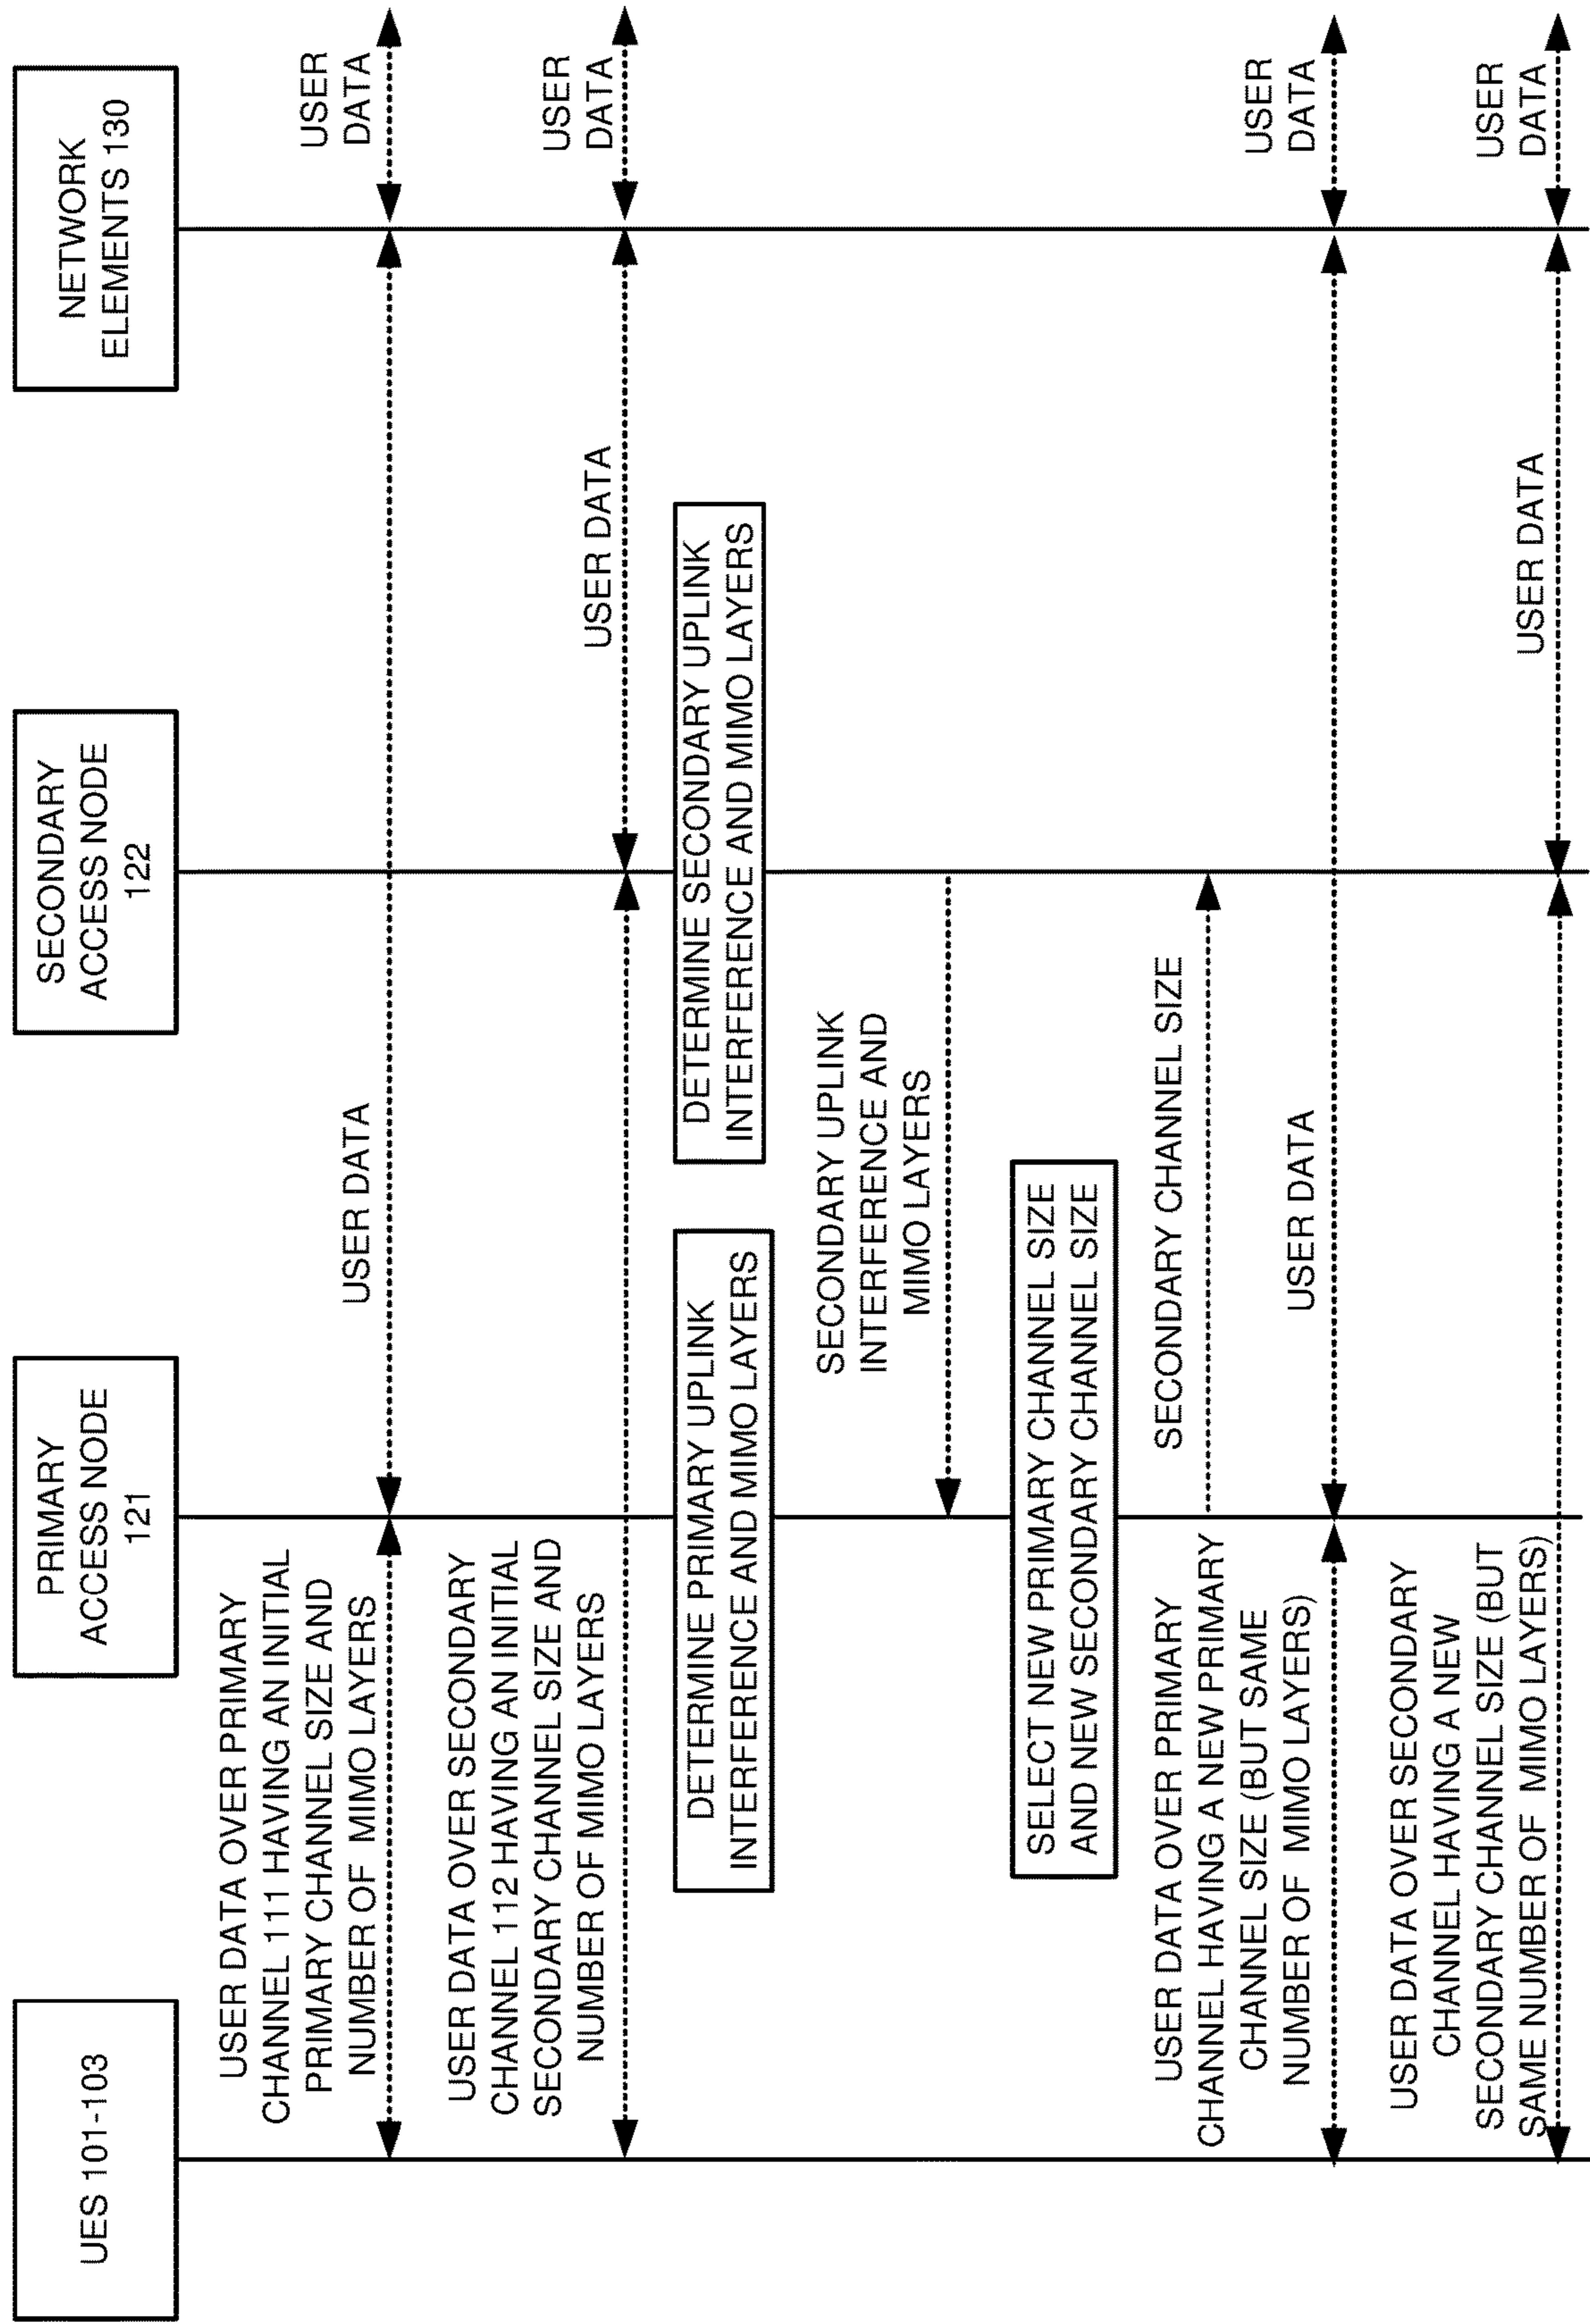 UES 101-103
PRIMARY
ACCESS NODE
121
SECONDARY
ACCESS NODE
122
NETWORK
ELEMENTS 130
USER DATA OVER PRIMARY
CHANNEL 111 HAVING AN INITIAL
PRIMARY CHANNEL SIZE AND
NUMBER OF MIMO LAYERS
USER DATA
USER
DATA
USER DATA OVER SECONDARY
CHANNEL 112 HAVING AN INITIAL
SECONDARY CHANNEL SIZE AND
NUMBER OF MIMO LAYERS
USER DATA
USER
DATA
DETERMINE PRIMARY UPLINK
INTERFERENCE AND MIMO LAYERS
DETERMINE SECONDARY UPLINK
INTERFERENCE AND MIMO LAYERS
SECONDARY UPLINK
INTERFERENCE AND
MIMO LAYERS
SELECT NEW PRIMARY CHANNEL SIZE
AND NEW SECONDARY CHANNEL SIZE
SECONDARY CHANNEL SIZE
USER DATA OVER PRIMARY
CHANNEL HAVING A NEW PRIMARY
CHANNEL SIZE (BUT SAME
NUMBER OF MIMO LAYERS)
USER DATA
USER
DATA
USER DATA OVER SECONDARY
CHANNEL HAVING A NEW
SECONDARY CHANNEL SIZE (BUT
SAME NUMBER OF MIMO LAYERS)
USER DATA
USER
DATA